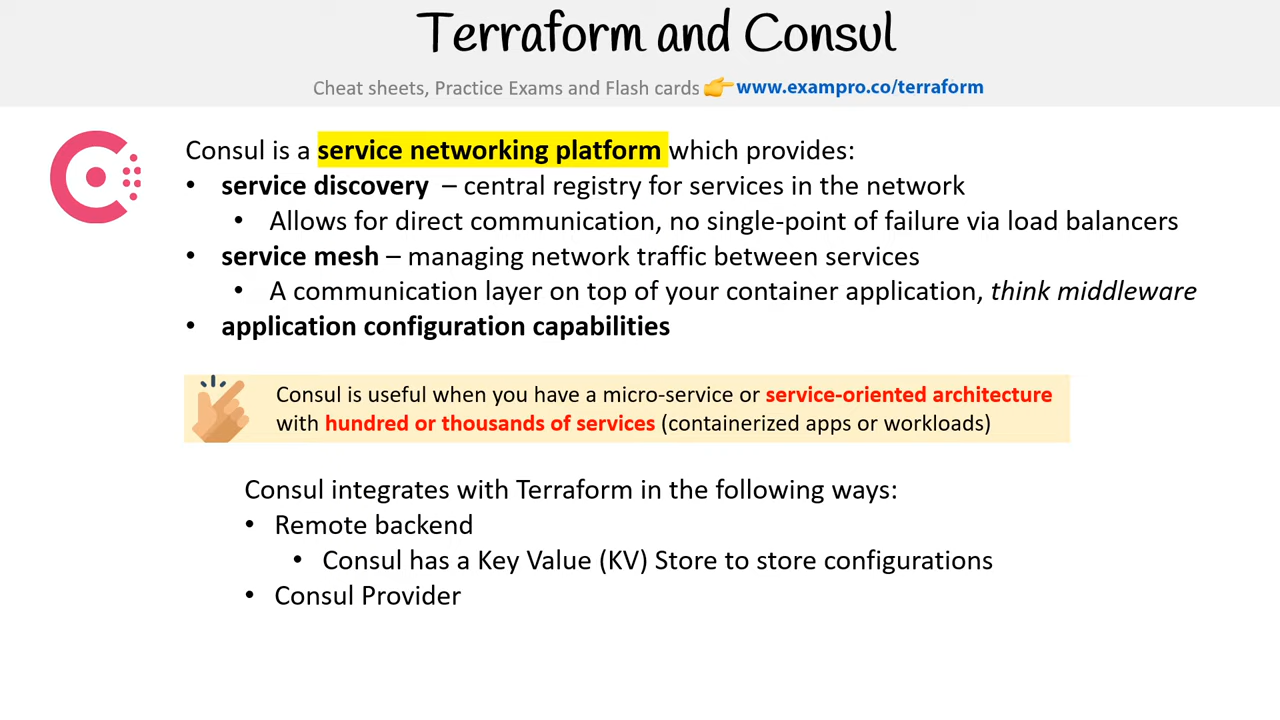 Terraform and Consul
Cheat sheets, Practice Exams and Flash cards 👉 www.exampro.co/terraform
Consul is a service networking platform which provides:
• service discovery – central registry for services in the network
• Allows for direct communication, no single-point of failure via load balancers
• service mesh – managing network traffic between services
• A communication layer on top of your container application, think middleware
• application configuration capabilities
Consul is useful when you have a micro-service or service-oriented architecture
with hundred or thousands of services (containerized apps or workloads)
Consul integrates with Terraform in the following ways:
• Remote backend
• Consul has a Key Value (KV) Store to store configurations
• Consul Provider